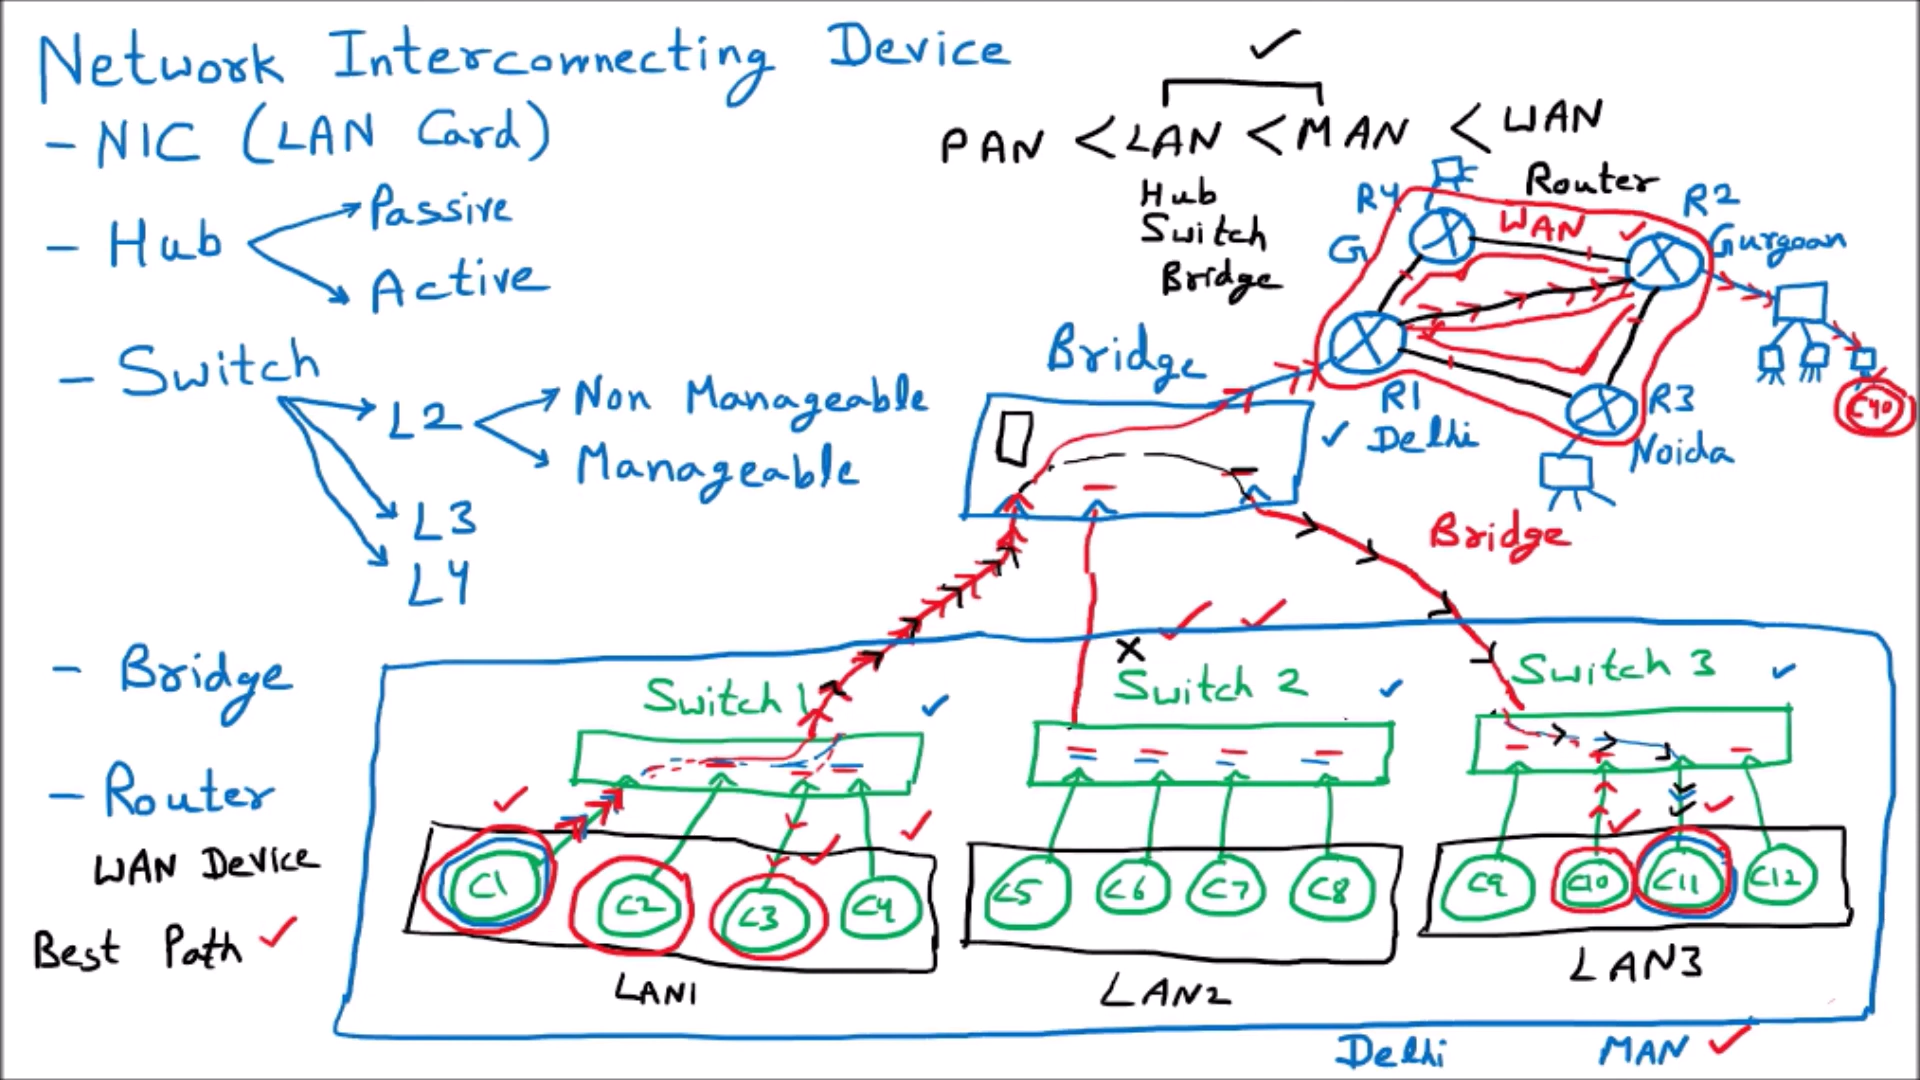 Network Interconnecting Device
- NIC (LAN Card)
- Hub
Passive
Active
- Switch
L2
Non Manageable
Manageable
L3
L4
- Bridge
- Router
WAN Device
Best Path ✓
PAN < LAN < MAN < WAN
Hub
Switch
Bridge
Router
WAN
R4
G
R2
Gurgoan
R1
Delhi
R3
Noida
C40
Bridge
Bridge
Switch 1
Switch 2
Switch 3
C1 C2 C3 C4
C5 C6 C7 C8
C9 C10 C11 C12
LAN1
LAN2
LAN3
Delhi MAN ✓